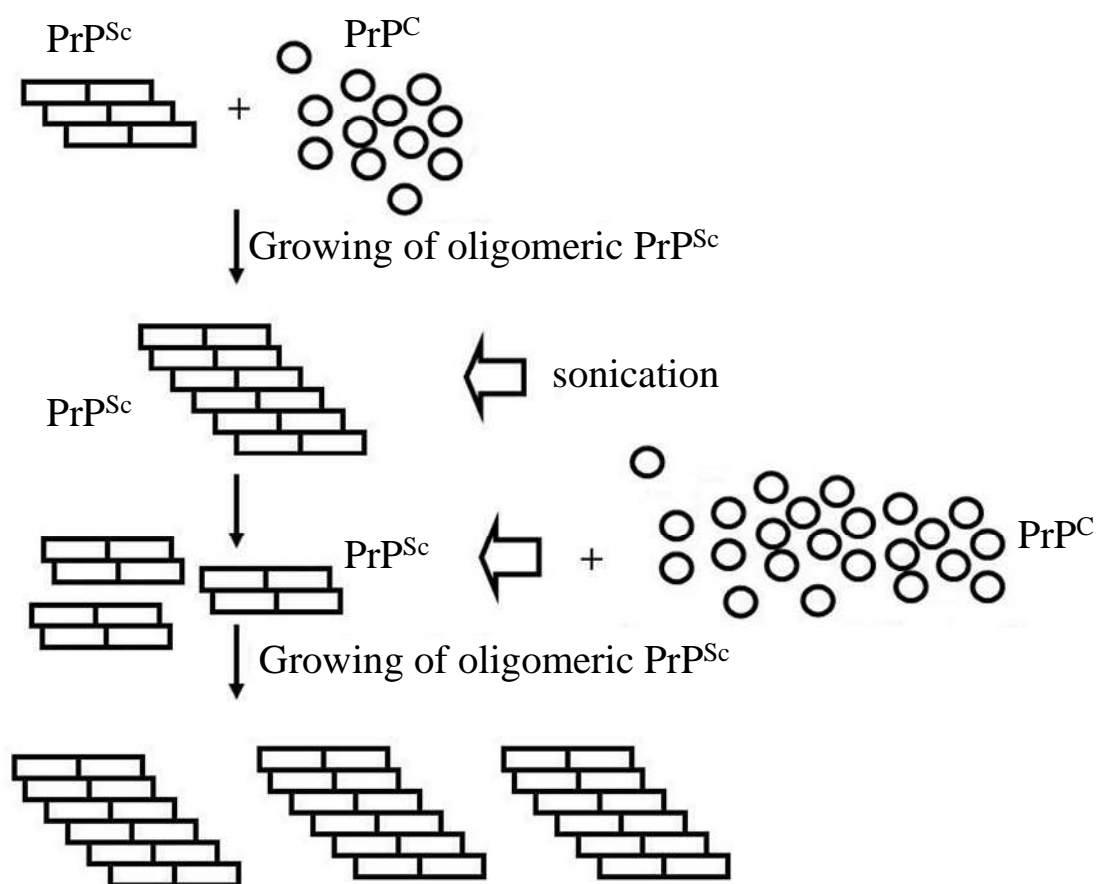 PrP^Sc
PrP^C
+
Growing of oligomeric PrP^Sc
sonication
PrP^Sc
PrP^Sc
+
PrP^C
Growing of oligomeric PrP^Sc